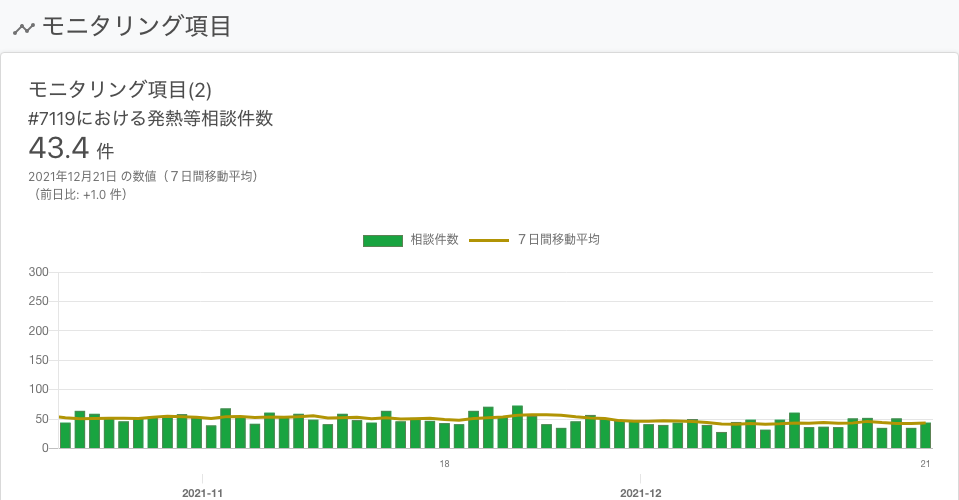 モニタリング項目
モニタリング項目(2)
#7119における発熱等相談件数
43.4 件
2021年12月21日 の数値（７日間移動平均）
（前日比: +1.0 件）
相談件数 ７日間移動平均
300
250
200
150
100
50
0
18 21
2021-11 2021-12